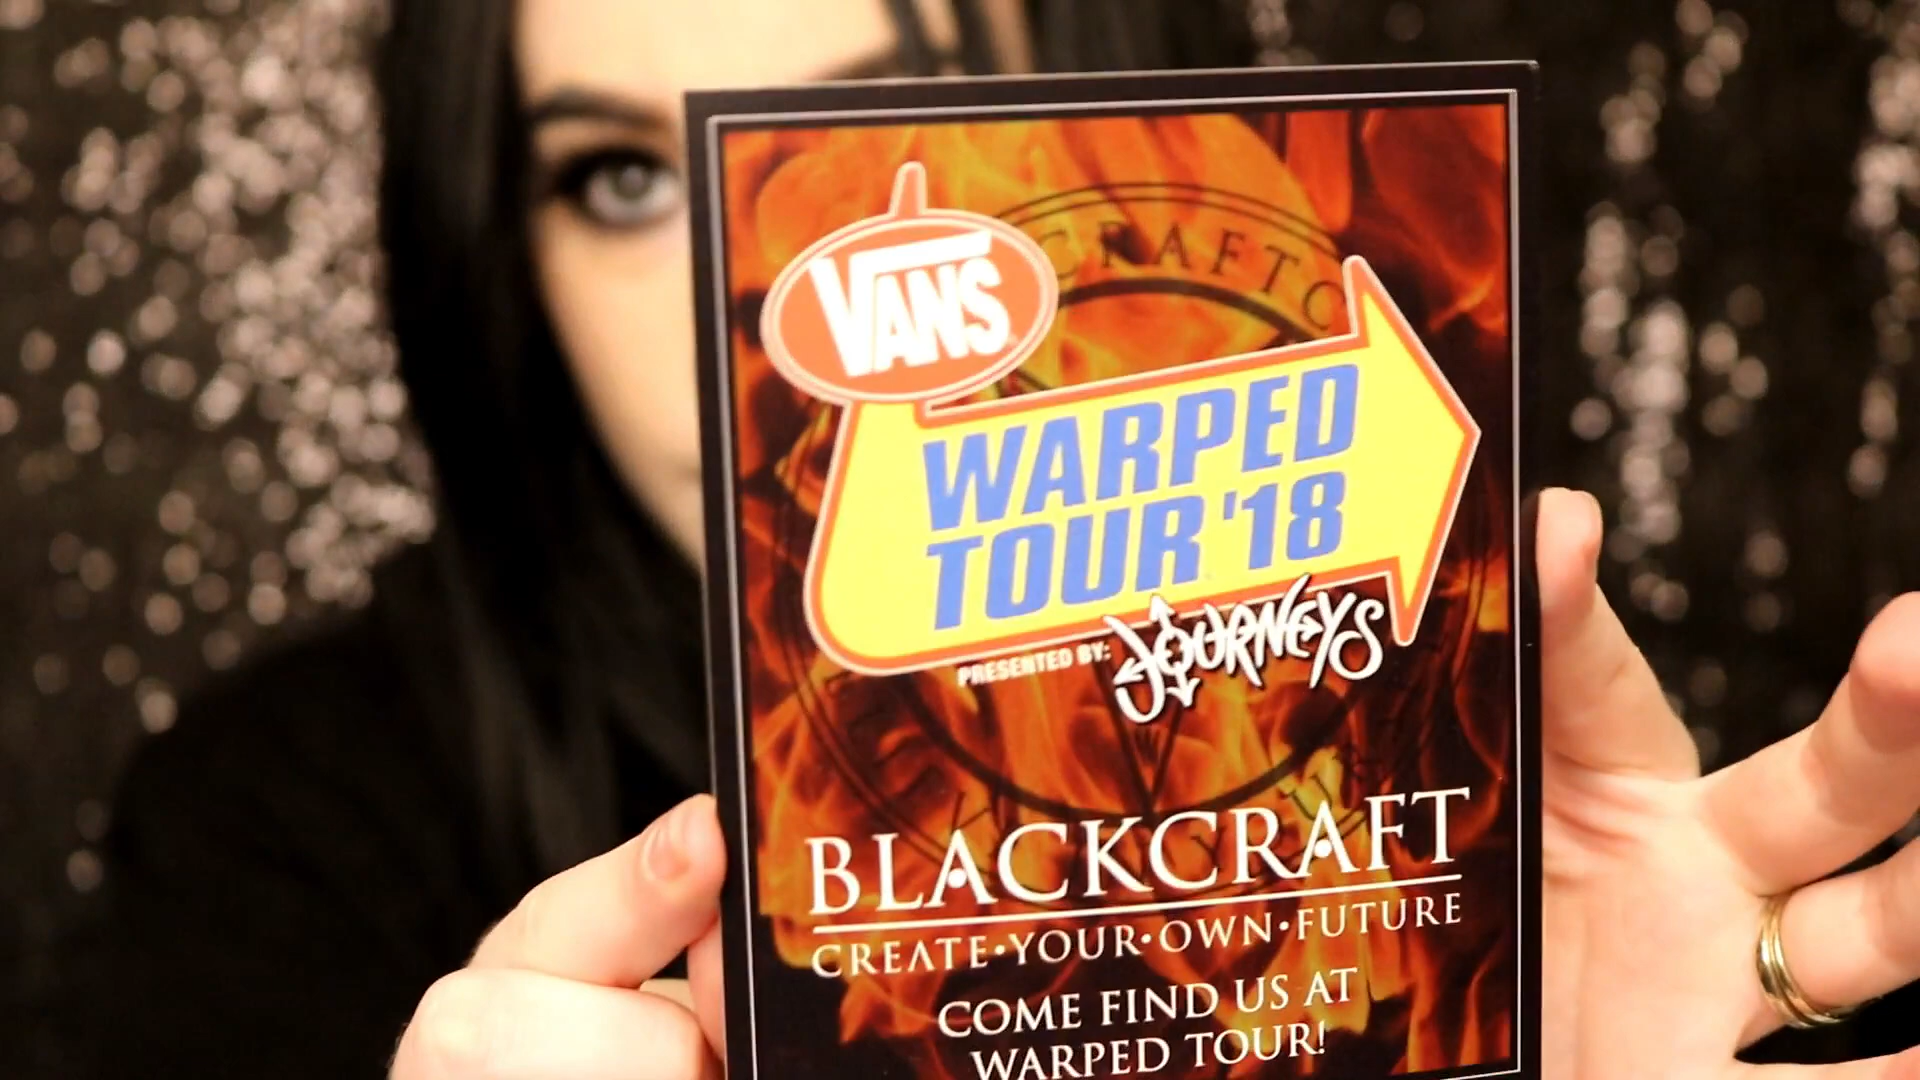 VANS
WARPED
TOUR '18
PRESENTED BY: JOURNEYS
BLACKCRAFT
CREATE•YOUR•OWN•FUTURE
COME FIND US AT
WARPED TOUR!